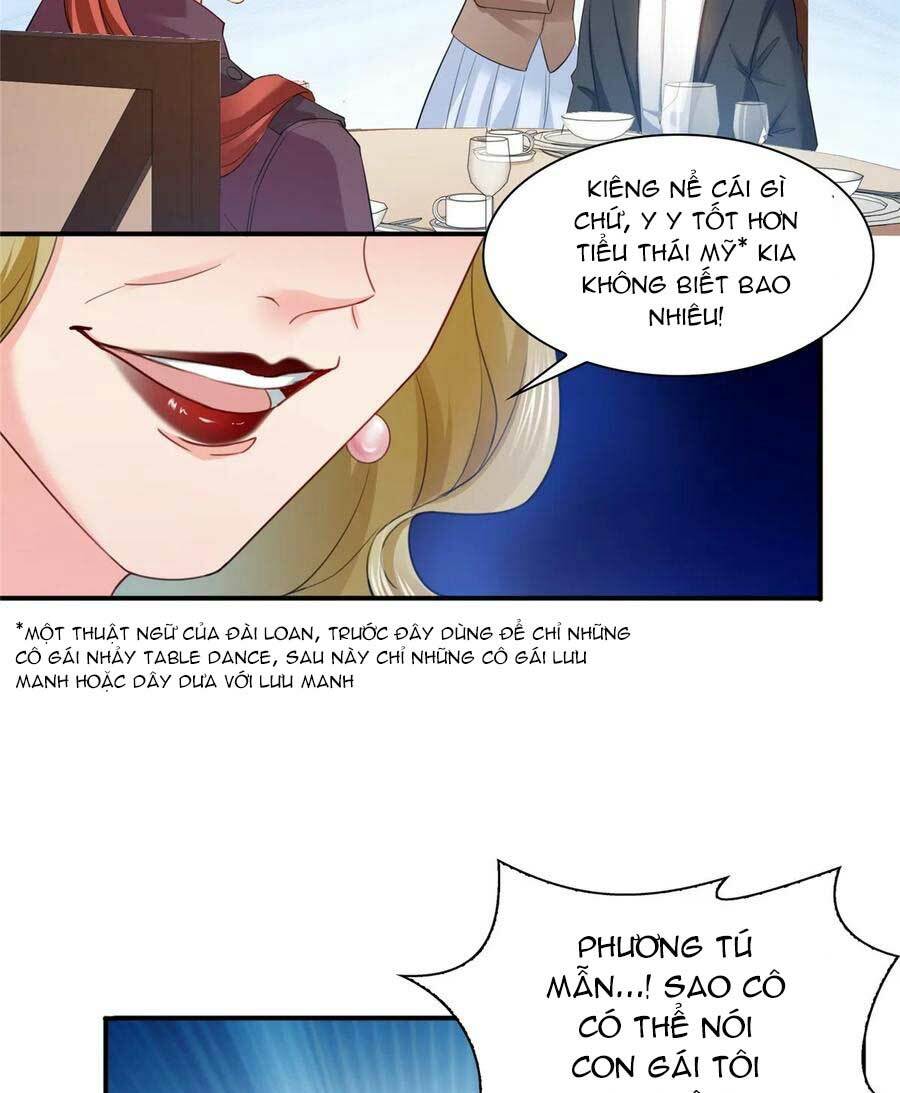 KIÊNG NỂ CÁI GÌ
CHỨ, Y Y TỐT HƠN
TIỂU THÁI MỸ* KIA
KHÔNG BIẾT BAO
NHIÊU!
*MỘT THUẬT NGỮ CỦA ĐÀI LOAN, TRƯỚC ĐÂY DÙNG ĐỂ CHỈ NHỮNG
CÔ GÁI NHẢY TABLE DANCE, SAU NÀY CHỈ NHỮNG CÔ GÁI LƯU
MANH HOẶC DÂY DƯA VỚI LƯU MANH
PHƯƠNG TÚ
MẪN...! SAO CÔ
CÓ THỂ NÓI
CON GÁI TÔI